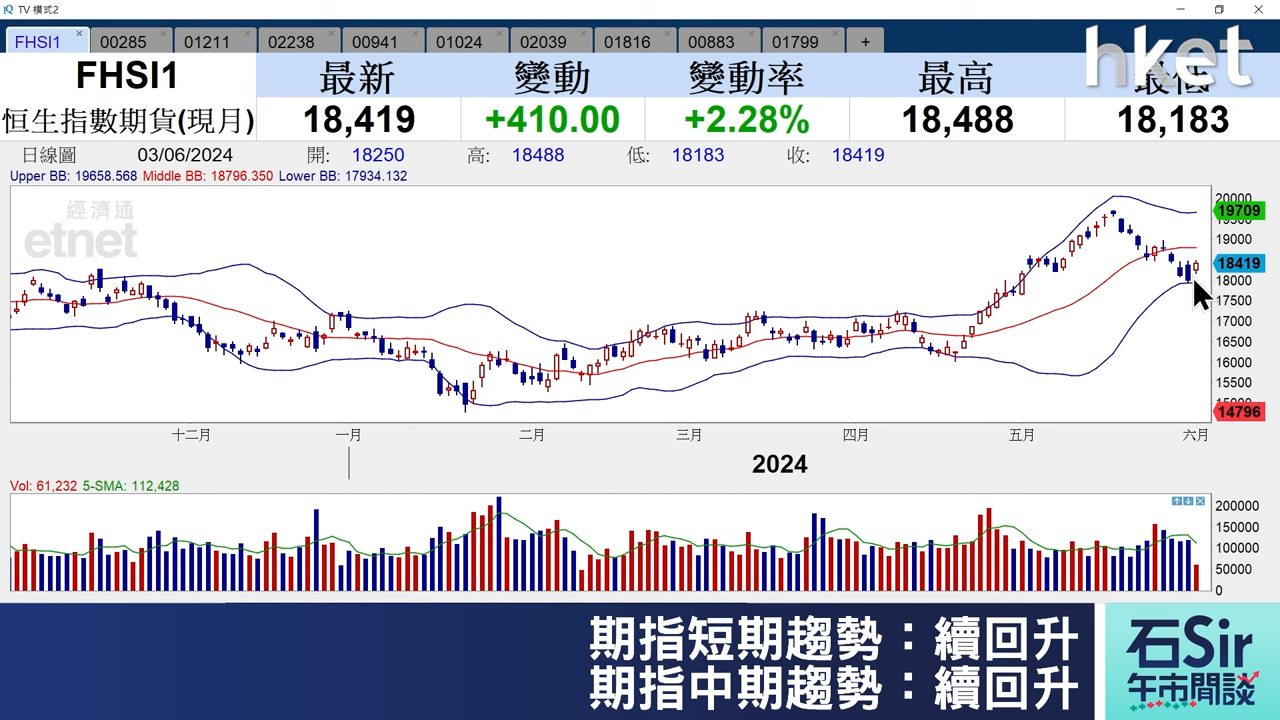 TV 模式2
FHSI1 00285 01211 02238 00941 01024 02039 01816 00883 01799 +
hket
FHSI1 最新 變動 變動率 最高 最低
恒生指數期貨(現月) 18,419 +410.00 +2.28% 18,488 18,183
日線圖 03/06/2024 開: 18250 高: 18488 低: 18183 收: 18419
Upper BB: 19658.568 Middle BB: 18796.350 Lower BB: 17934.132
經濟通
etnet
20000
19709
19500
19000
18419
18000
17500
17000
16500
16000
15500
15000
14796
十二月 一月 二月 三月 四月 五月 六月
2024
Vol: 61,232 5-SMA: 112,428
200000
150000
100000
50000
0
期指短期趨勢：續回升
期指中期趨勢：續回升
石Sir
午市閒談